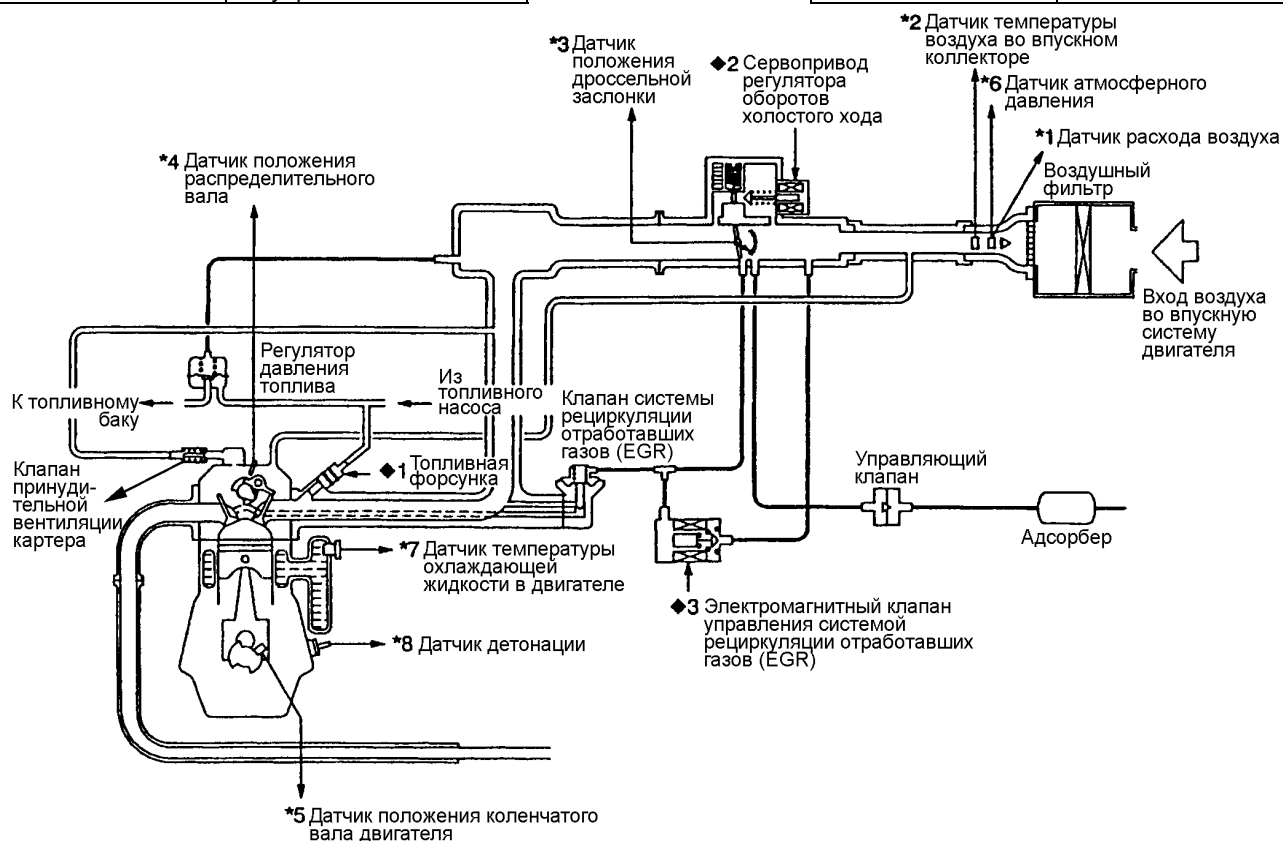 *2 Датчик температуры
воздуха во впускном
коллекторе
*3 Датчик
положения
дроссельной
заслонки
◆2 Сервопривод
регулятора
оборотов
холостого хода
*6 Датчик атмосферного
давления
*1 Датчик расхода воздуха
*4 Датчик положения
распределительного
вала
Воздушный
фильтр
Вход воздуха
во впускную
систему
двигателя
Регулятор
давления
топлива
Из
топливного
насоса
К топливному
баку
Клапан системы
рециркуляции
отработавших
газов (EGR)
Клапан
принуди-
тельной
вентиляции
картера
◆1 Топливная
форсунка
Управляющий
клапан
Адсорбер
*7 Датчик температуры
охлаждающей
жидкости в двигателе
◆3 Электромагнитный клапан
управления системой
рециркуляции отработавших
газов (EGR)
*8 Датчик детонации
*5 Датчик положения коленчатого
вала двигателя